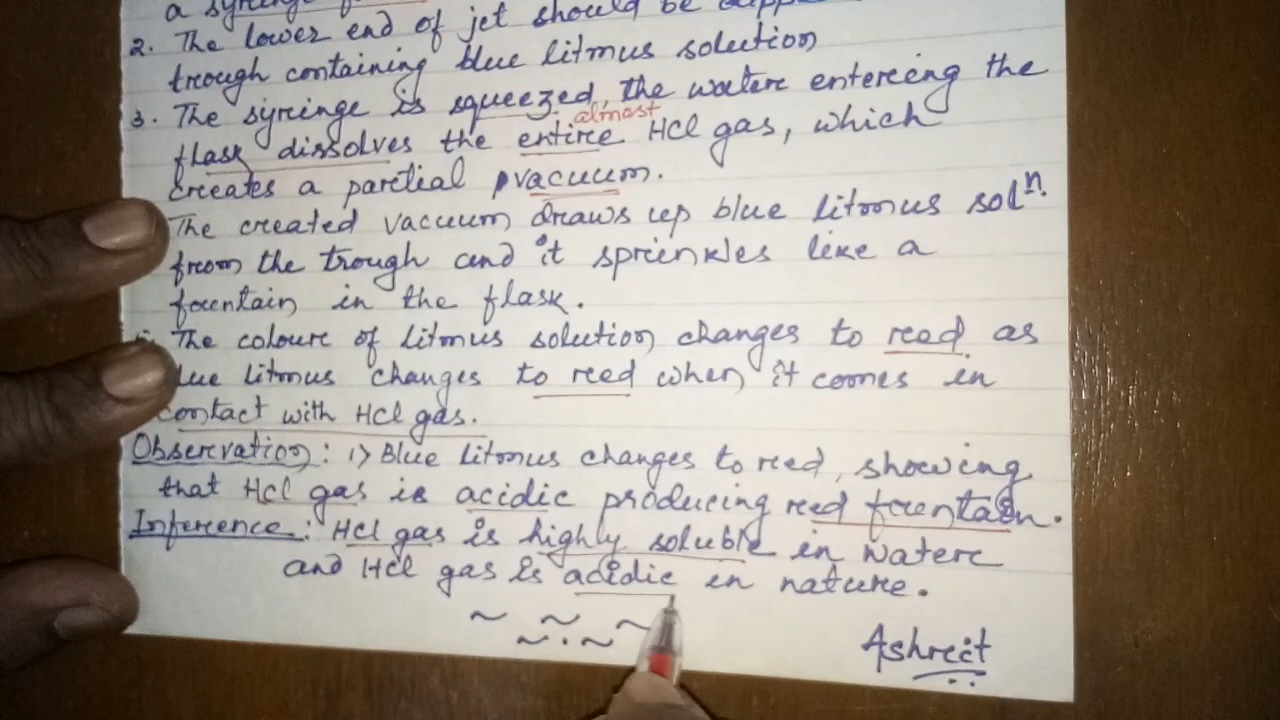 a syringe
2. The lower end of jet should be
trough containing blue litmus solution
3. The syringe is squeezed, the water entering the
almost
flask dissolves the entire HCl gas, which
creates a partial vacuum.
The created vacuum draws up blue litmus solⁿ.
from the trough and it sprinkles like a
fountain in the flask.
The colour of litmus solution changes to read as
lue litmus changes to red when it comes in
contact with HCl gas.
Observation: 1) Blue litmus changes to red, showing
that HCl gas is acidic producing red fountain.
Inference: HCl gas is highly soluble in water
and HCl gas is acidic in nature.
~ ~ ~
~ . ~
Ashrit